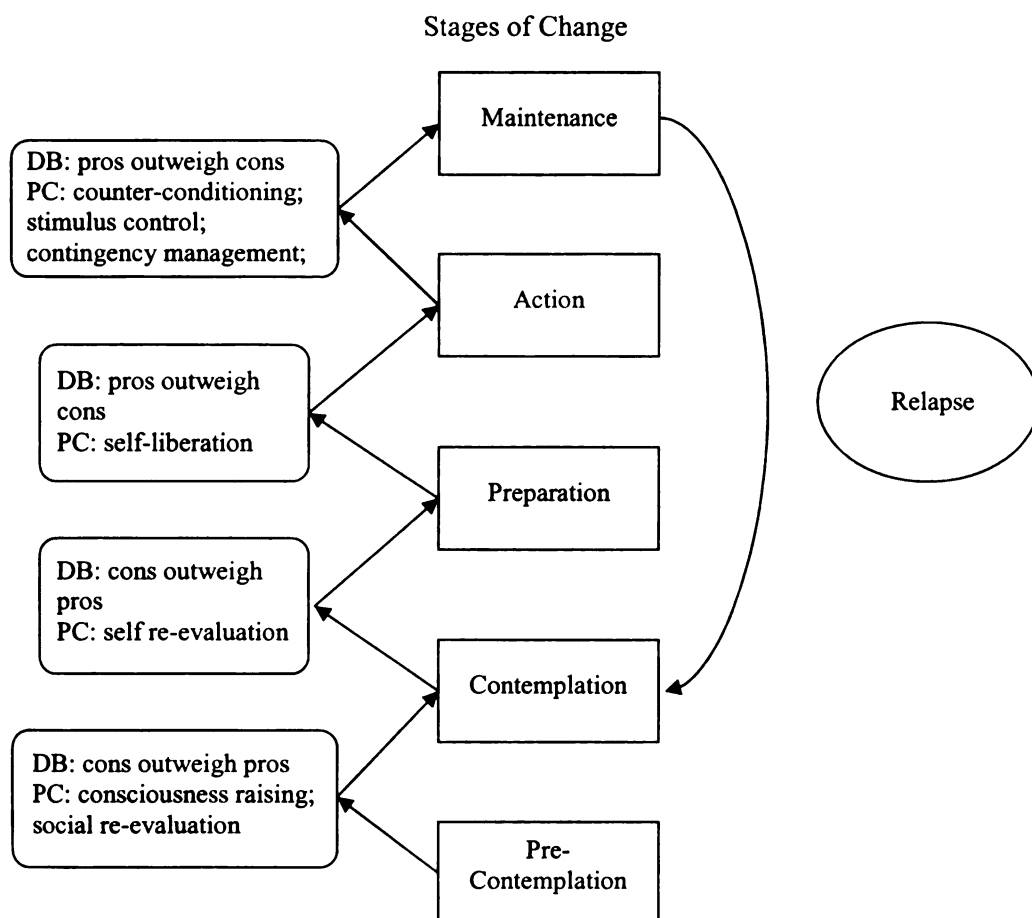 Stages of Change
Maintenance
DB: pros outweigh cons
PC: counter-conditioning;
stimulus control;
contingency management;
Action
DB: pros outweigh
cons
PC: self-liberation
Relapse
Preparation
DB: cons outweigh
pros
PC: self re-evaluation
Contemplation
DB: cons outweigh pros
PC: consciousness raising;
social re-evaluation
Pre-
Contemplation